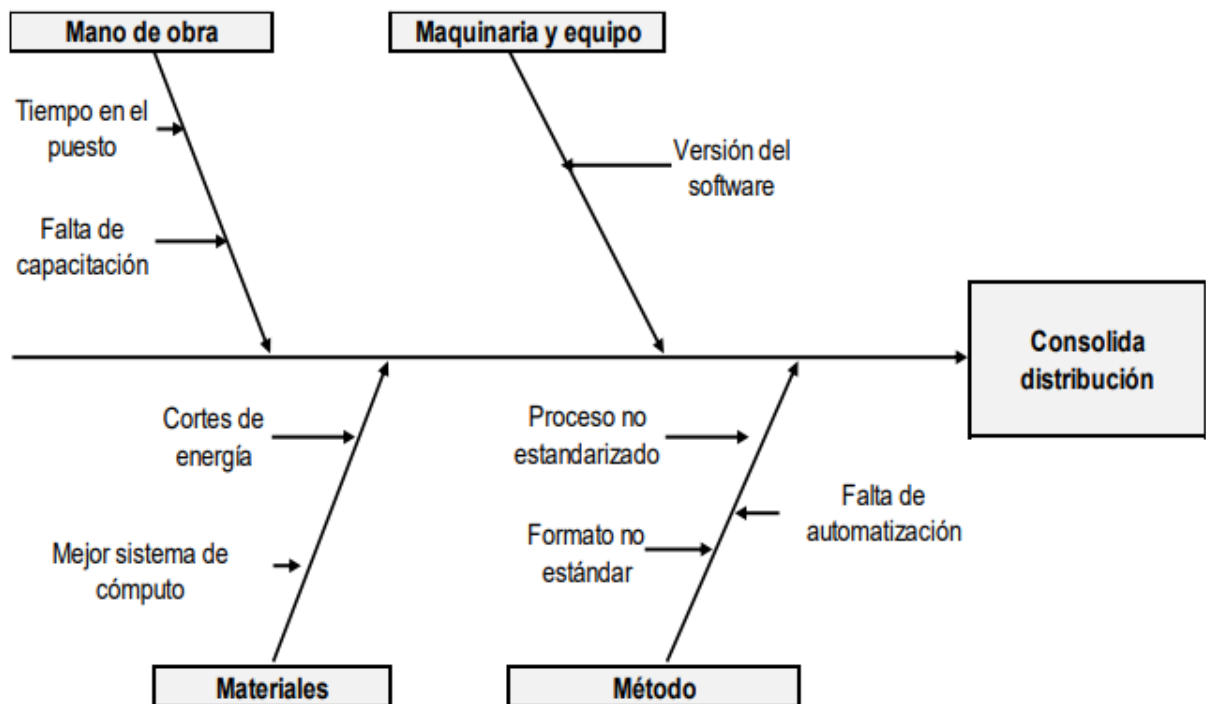 Mano de obra
Maquinaria y equipo
Tiempo en el
puesto
Versión del
software
Falta de
capacitación
Consolida
distribución
Cortes de
energía
Proceso no
estandarizado
Falta de
automatización
Formato no
estándar
Mejor sistema de
cómputo
Materiales
Método